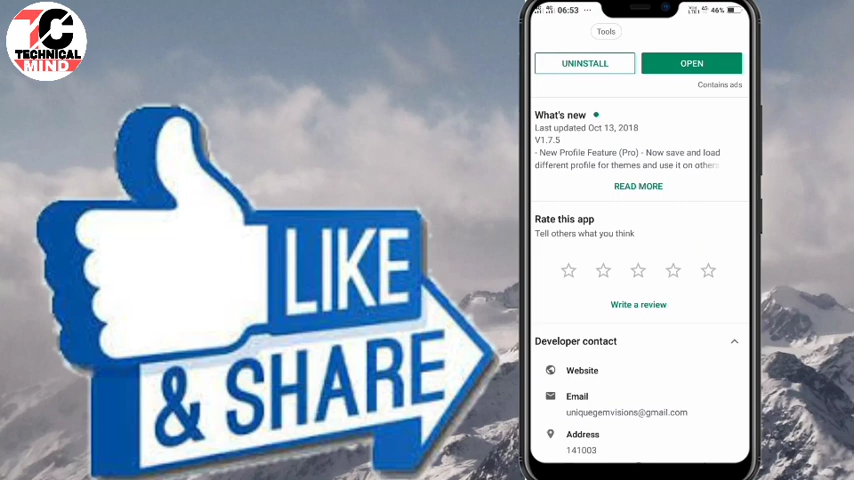 TC
TECHNICAL
MIND
LIKE
& SHARE
06:53 ...
46%
Tools
UNINSTALL
OPEN
Contains ads
What's new
Last updated Oct 13, 2018
V1.7.5
- New Profile Feature (Pro) - Now save and load
different profile for themes and use it on others
READ MORE
Rate this app
Tell others what you think
Write a review
Developer contact
Website
Email
uniquegemvisions@gmail.com
Address
141003